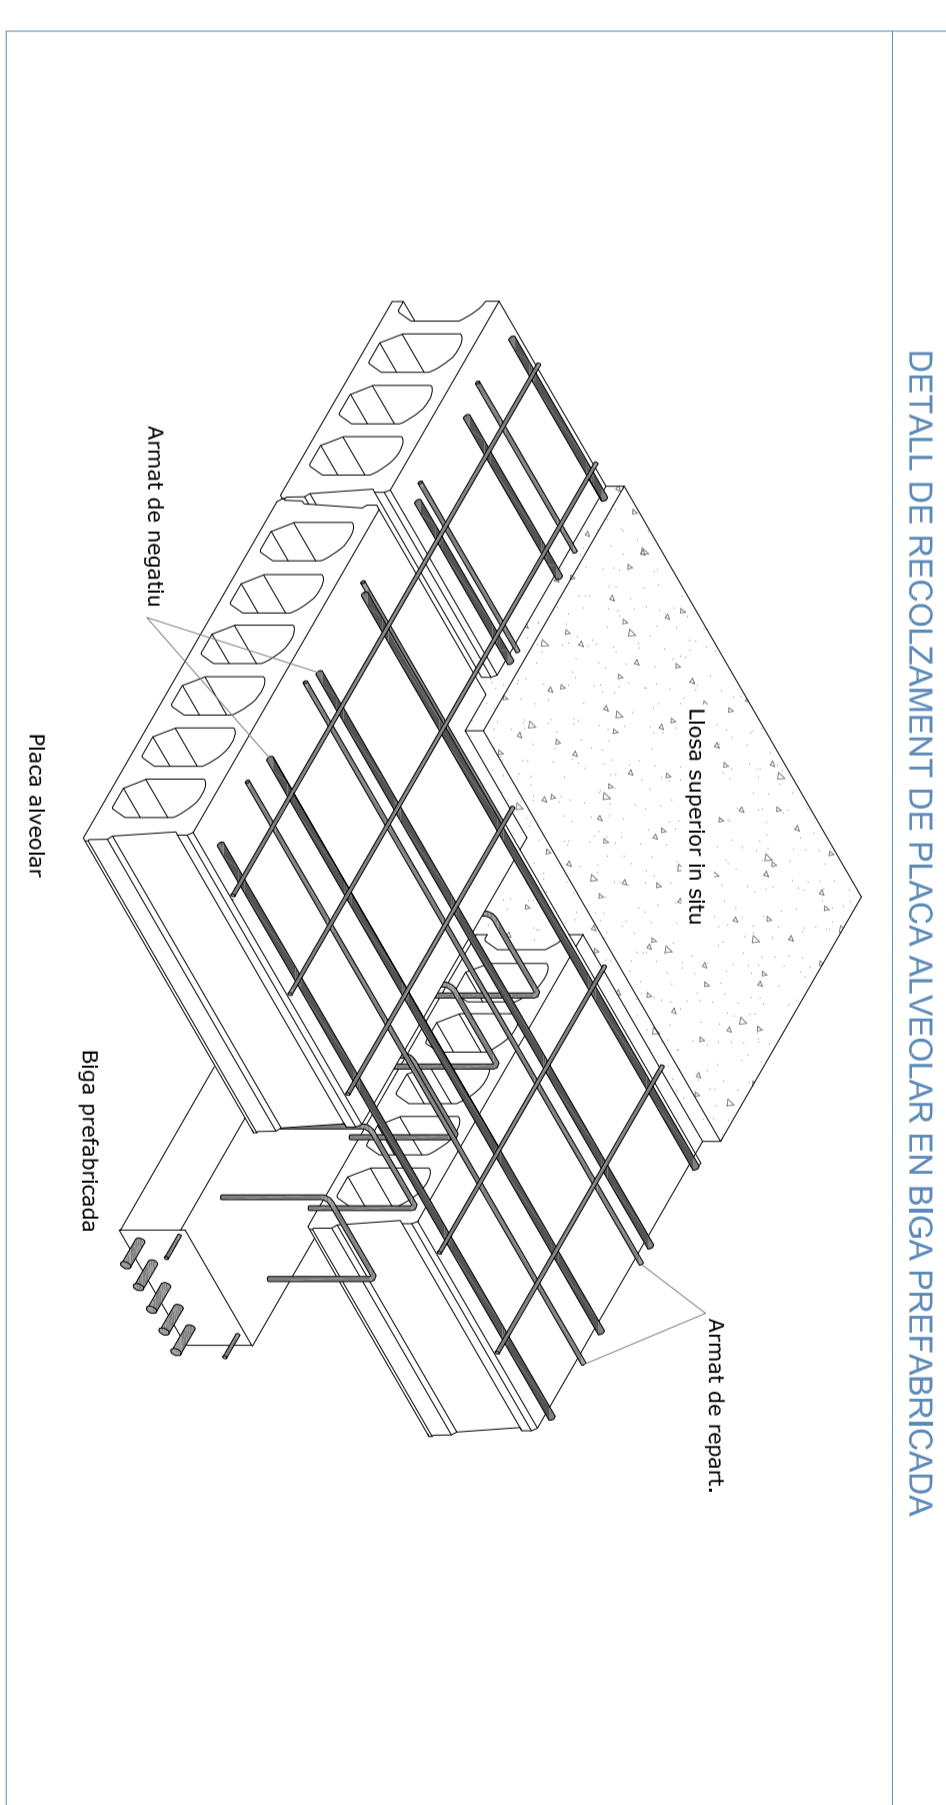 DETALL DE RECOLZAMENT DE PLACA ALVEOLAR EN BIGA PREFABRICADA
Llosa superior in situ
Armat de repart.
Armat de negatiu
Placa alveolar
Biga prefabricada